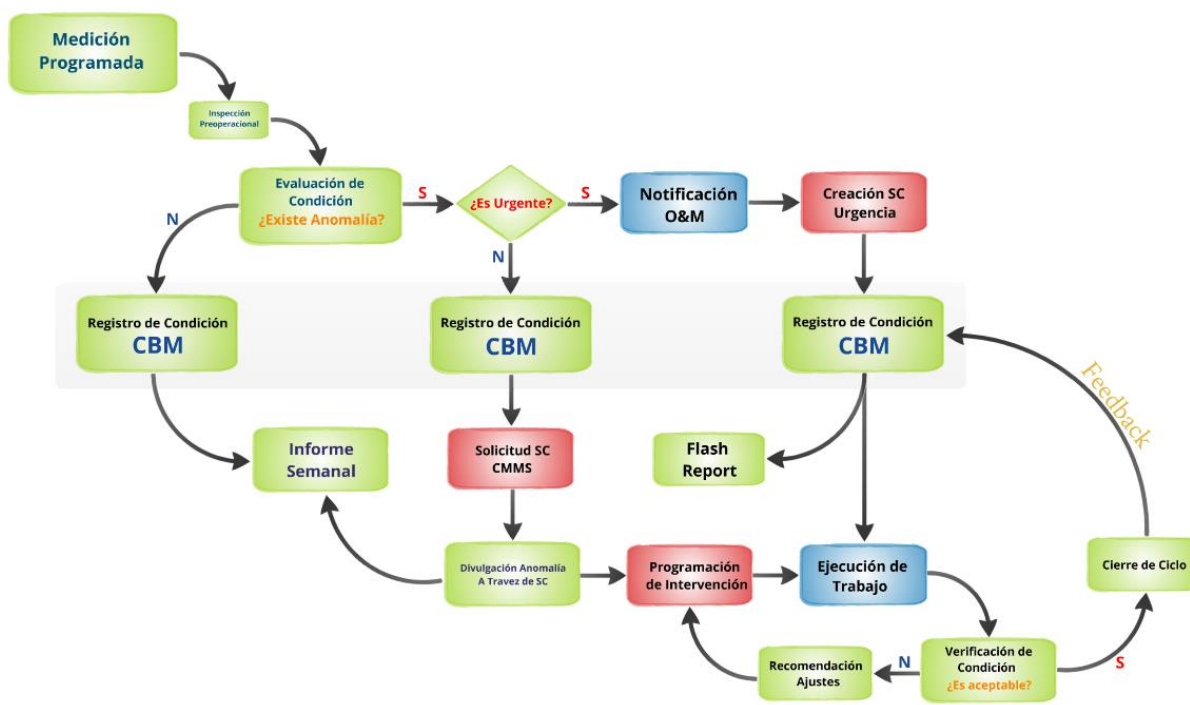 Medición
Programada
Inspección
Preoperacional
Evaluación de
Condición
¿Existe Anomalía?
S
¿Es Urgente?
S
Notificación
O&M
Creación SC
Urgencia
N
N
Registro de Condición
CBM
Registro de Condición
CBM
Registro de Condición
CBM
Feedback
Informe
Semanal
Solicitud SC
CMMS
Flash
Report
Divulgación Anomalía
A Travez de SC
Programación
de Intervención
Ejecución de
Trabajo
Cierre de Ciclo
Recomendación
Ajustes
N
Verificación de
Condición
¿Es aceptable?
S